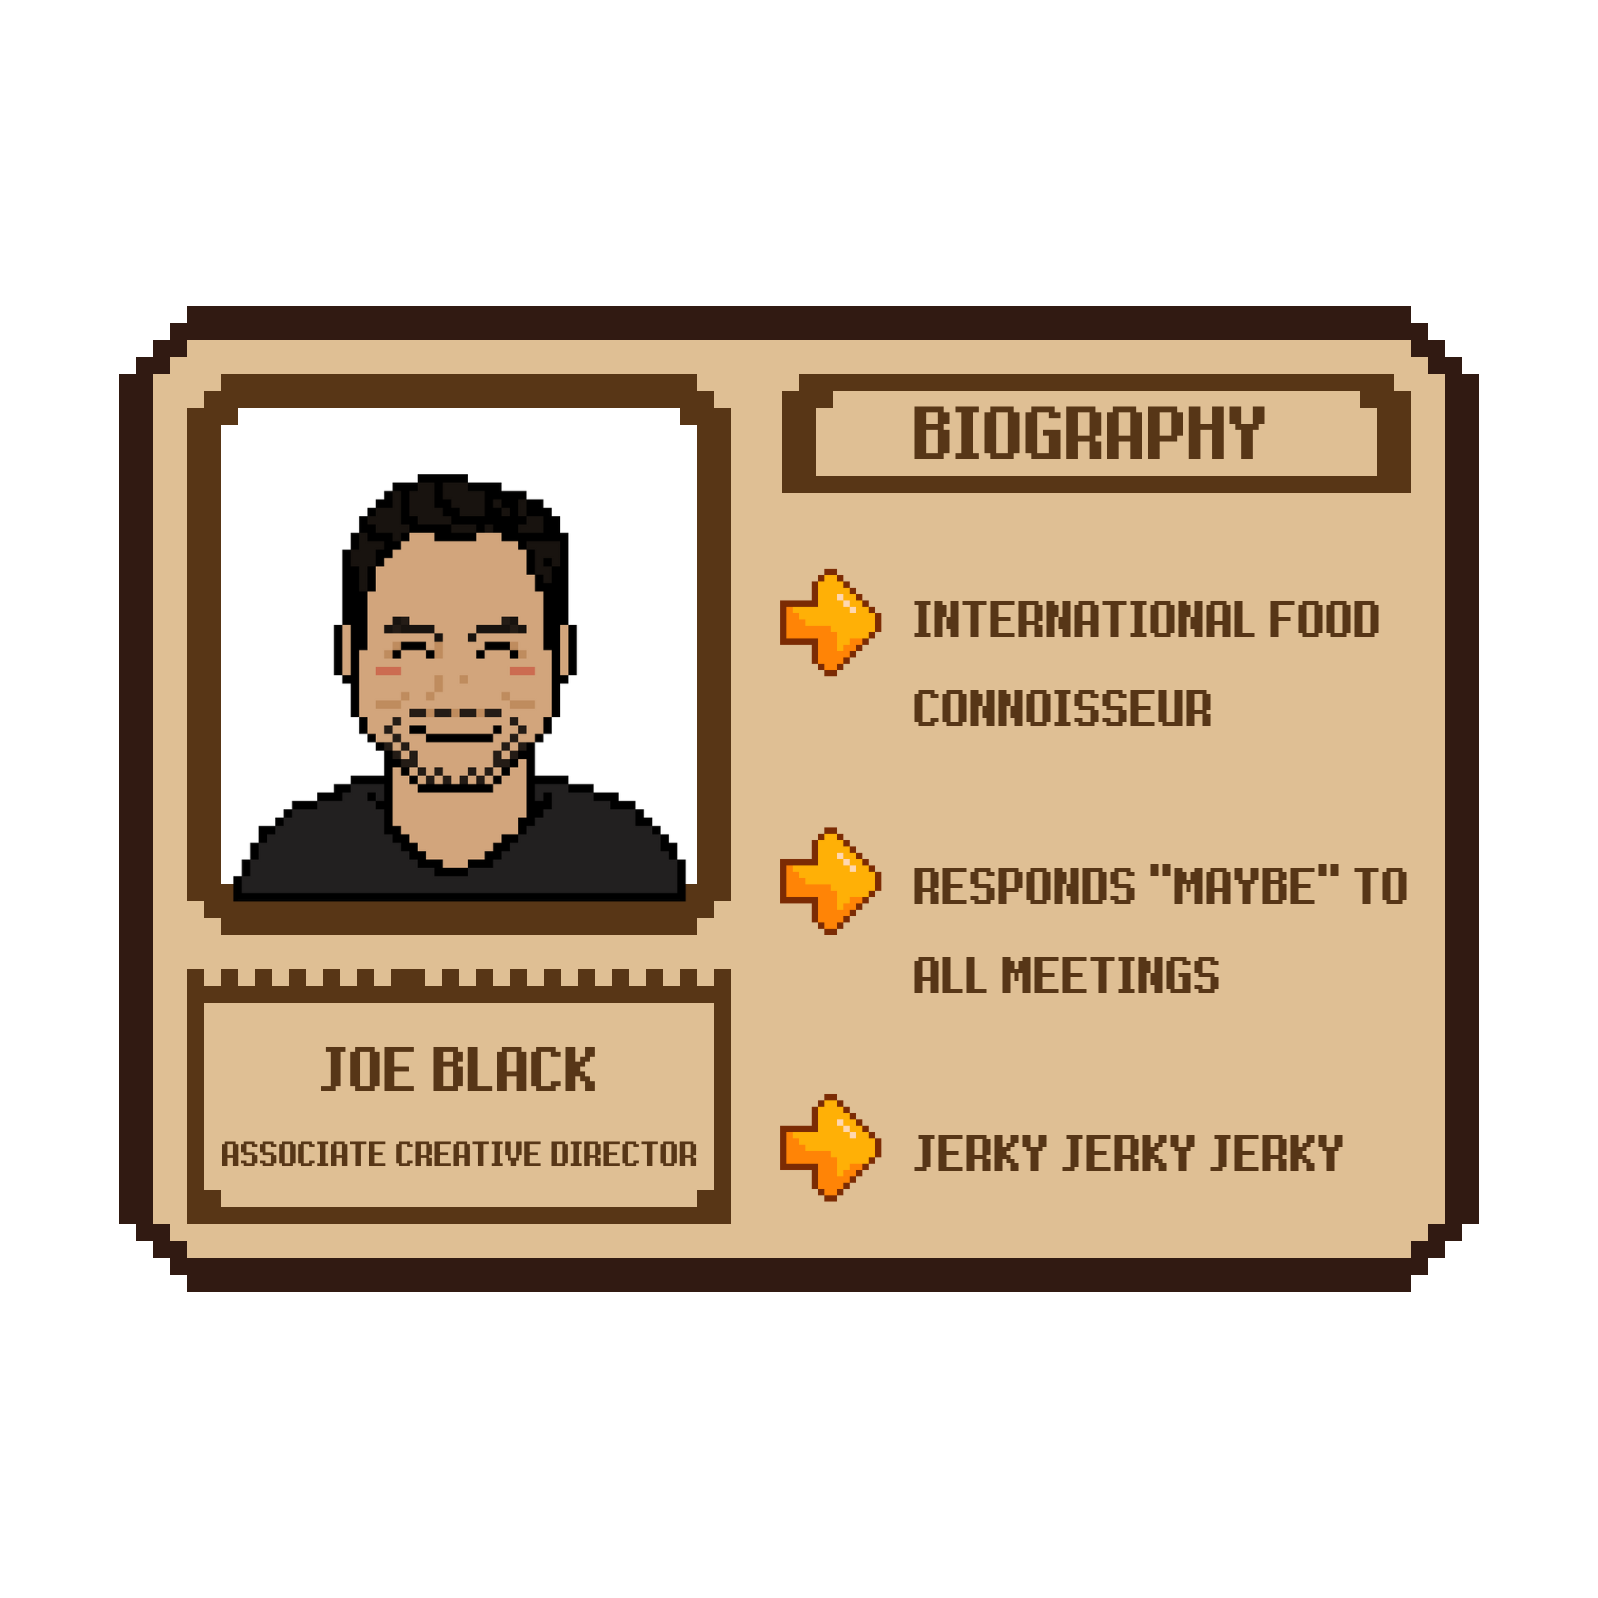 BIOGRAPHY
INTERNATIONAL FOOD
CONNOISSEUR
RESPONDS "MAYBE" TO
ALL MEETINGS
JERKY JERKY JERKY
JOE BLACK
ASSOCIATE CREATIVE DIRECTOR